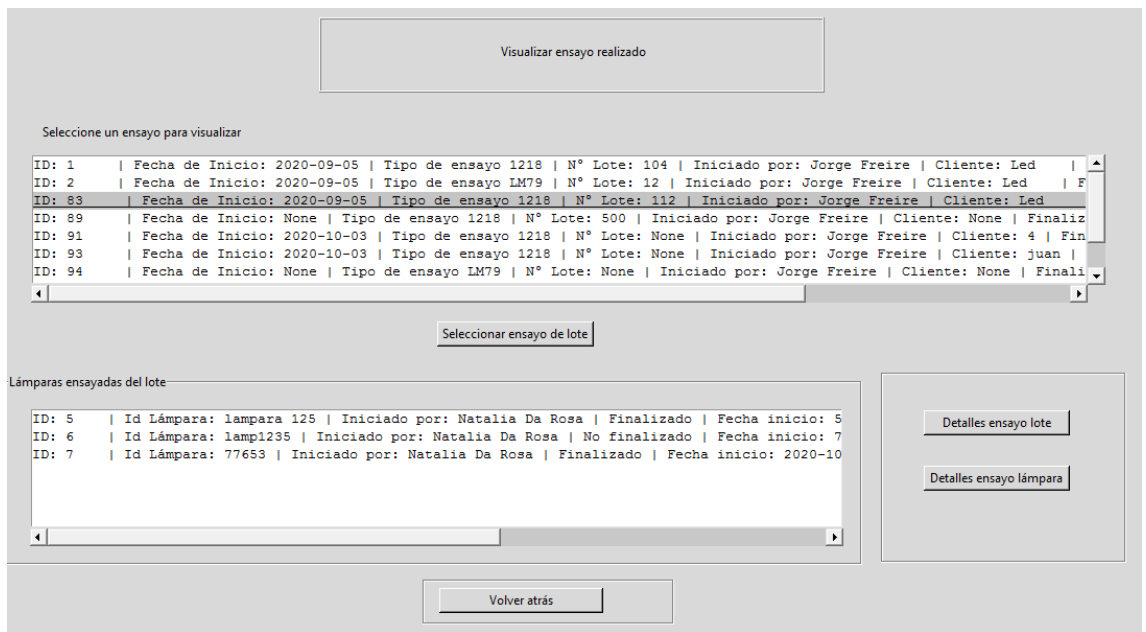 Visualizar ensayo realizado
Seleccione un ensayo para visualizar
ID: 1 | Fecha de Inicio: 2020-09-05 | Tipo de ensayo 1218 | N° Lote: 104 | Iniciado por: Jorge Freire | Cliente: Led |
ID: 2 | Fecha de Inicio: 2020-09-05 | Tipo de ensayo LM79 | N° Lote: 12 | Iniciado por: Jorge Freire | Cliente: Led | F
ID: 83 | Fecha de Inicio: 2020-09-05 | Tipo de ensayo 1218 | N° Lote: 112 | Iniciado por: Jorge Freire | Cliente: Led
ID: 89 | Fecha de Inicio: None | Tipo de ensayo 1218 | N° Lote: 500 | Iniciado por: Jorge Freire | Cliente: None | Finaliz
ID: 91 | Fecha de Inicio: 2020-10-03 | Tipo de ensayo 1218 | N° Lote: None | Iniciado por: Jorge Freire | Cliente: 4 | Fin
ID: 93 | Fecha de Inicio: 2020-10-03 | Tipo de ensayo 1218 | N° Lote: None | Iniciado por: Jorge Freire | Cliente: juan |
ID: 94 | Fecha de Inicio: None | Tipo de ensayo LM79 | N° Lote: None | Iniciado por: Jorge Freire | Cliente: None | Finali
Seleccionar ensayo de lote
Lámparas ensayadas del lote
ID: 5 | Id Lámpara: lampara 125 | Iniciado por: Natalia Da Rosa | Finalizado | Fecha inicio: 5
ID: 6 | Id Lámpara: lamp1235 | Iniciado por: Natalia Da Rosa | No finalizado | Fecha inicio: 7
ID: 7 | Id Lámpara: 77653 | Iniciado por: Natalia Da Rosa | Finalizado | Fecha inicio: 2020-10
Detalles ensayo lote
Detalles ensayo lámpara
Volver atrás